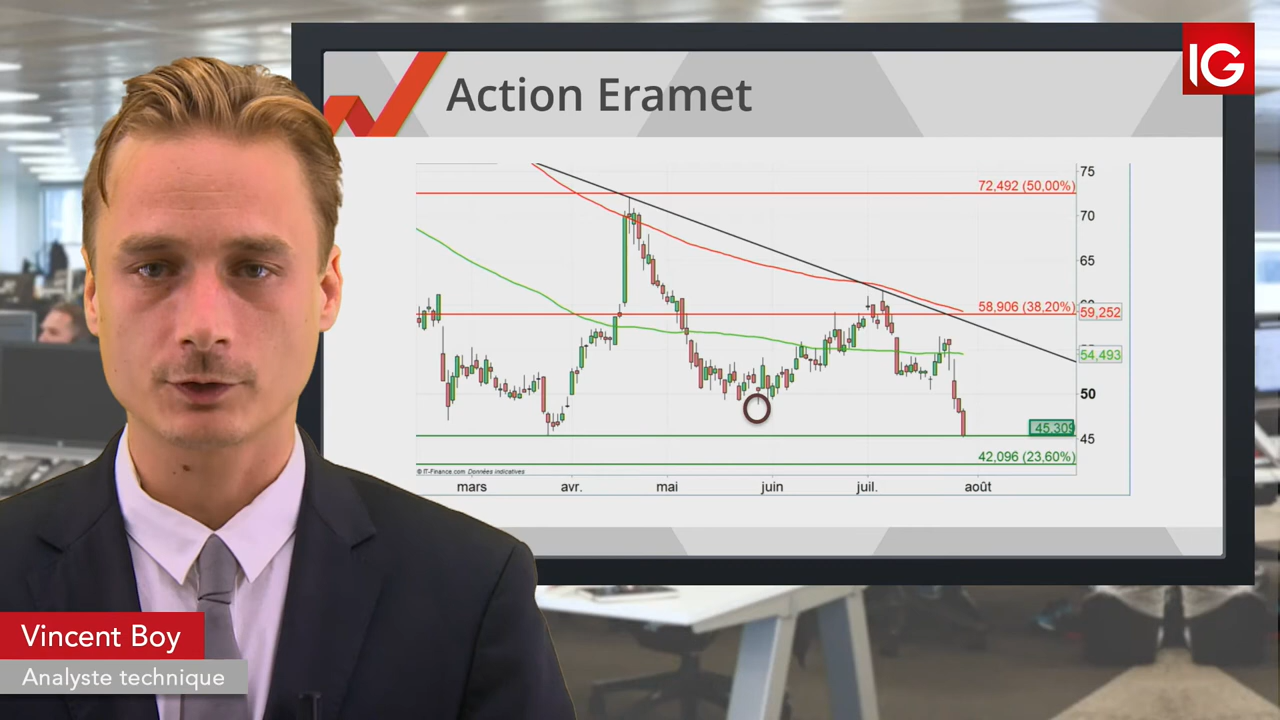 IG
Action Eramet
75
72,492 (50,00%)
70
65
58,906 (38,20%)
59,252
54,493
50
45,309
45
42,096 (23,60%)
© IT-Finance.com Données indicatives
mars avr. mai juin juil. août
Vincent Boy
Analyste technique